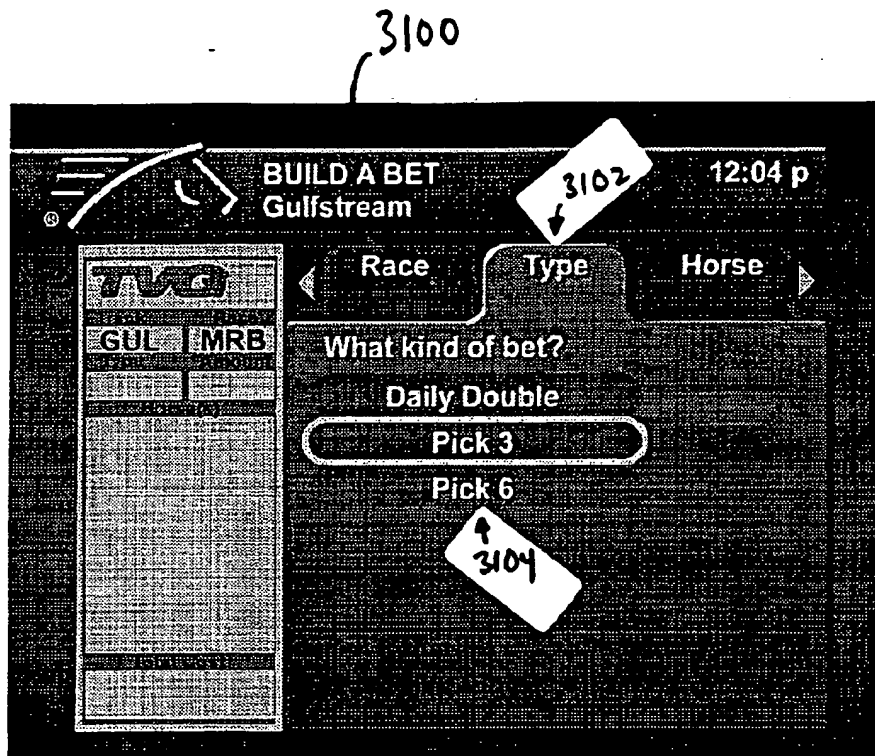 3100
BUILD A BET
Gulfstream
3102
12:04 p
®
TVG
Race
Type
Horse
GUL MRB
What kind of bet?
Daily Double
Pick 3
Pick 6
3104